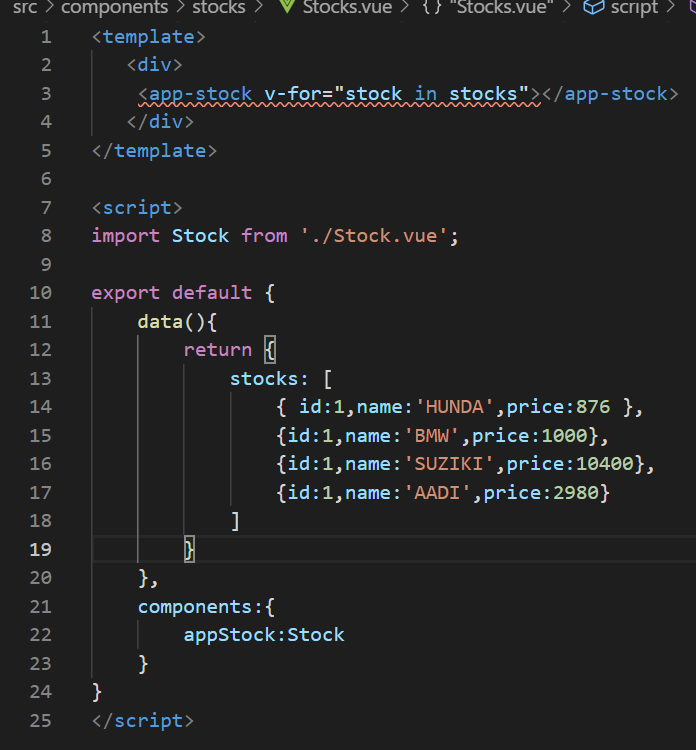 src > components > stocks > Stocks.vue > {} "Stocks.vue" > script >
1 <template>
2 <div>
3 <app-stock v-for="stock in stocks"></app-stock>
4 </div>
5 </template>
6
7 <script>
8 import Stock from './Stock.vue';
9
10 export default {
11 data(){
12 return {
13 stocks: [
14 { id:1,name:'HUNDA',price:876 },
15 {id:1,name:'BMW',price:1000},
16 {id:1,name:'SUZIKI',price:10400},
17 {id:1,name:'AADI',price:2980}
18 ]
19 }
20 },
21 components:{
22 appStock:Stock
23 }
24 }
25 </script>